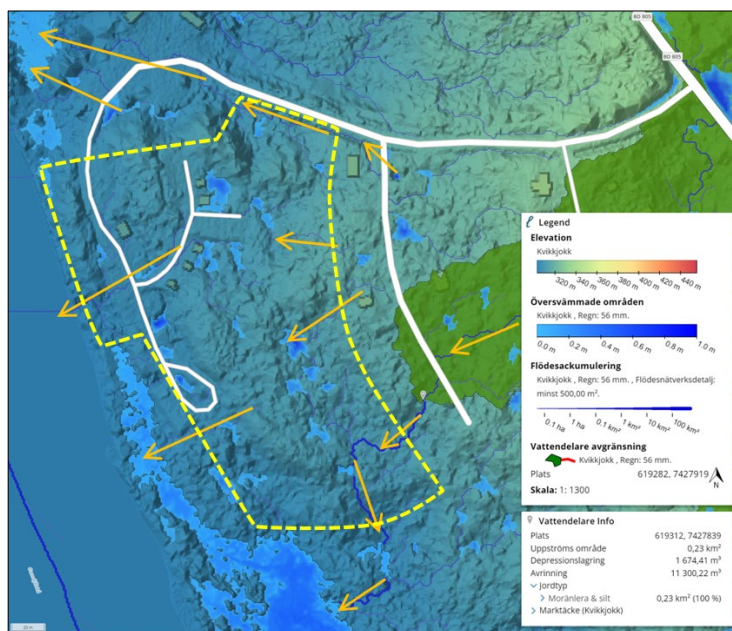 BD 805
BD 805
Legend
Elevation
Kvikkjokk
320 m 340 m 360 m 380 m 400 m 420 m 440 m
Översvämmade områden
Kvikkjokk , Regn: 56 mm.
0.0 m 0.2 m 0.4 m 0.6 m 0.8 m 1.0 m
Flödesackumulering
Kvikkjokk , Regn: 56 mm. , Flödesnätverksdetalj:
minst 500,00 m².
0.1 ha 1 ha 0.1 km² 1 km² 10 km² 100 km²
Vattendelare avgränsning
Kvikkjokk , Regn: 56 mm.
Plats 619282, 7427919
Skala: 1: 1300
N
Vattendelare Info
Plats 619312, 7427839
Uppströms område 0,23 km²
Depressionslagring 1 674,41 m³
Avrinning 11 300,22 m³
Jordtyp
Moränlera & silt 0,23 km² (100 %)
Marktäcke (Kvikkjokk)